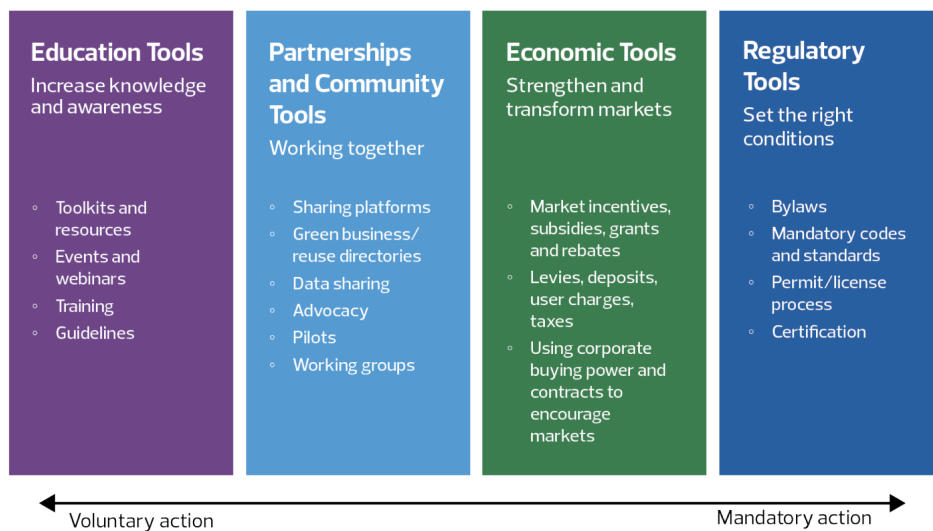 Education Tools
Increase knowledge
and awareness
◦ Toolkits and
resources
◦ Events and
webinars
◦ Training
◦ Guidelines
Partnerships
and Community
Tools
Working together
◦ Sharing platforms
◦ Green business/
reuse directories
◦ Data sharing
◦ Advocacy
◦ Pilots
◦ Working groups
Economic Tools
Strengthen and
transform markets
◦ Market incentives,
subsidies, grants
and rebates
◦ Levies, deposits,
user charges,
taxes
◦ Using corporate
buying power and
contracts to
encourage
markets
Regulatory
Tools
Set the right
conditions
◦ Bylaws
◦ Mandatory codes
and standards
◦ Permit/license
process
◦ Certification
Voluntary action
Mandatory action